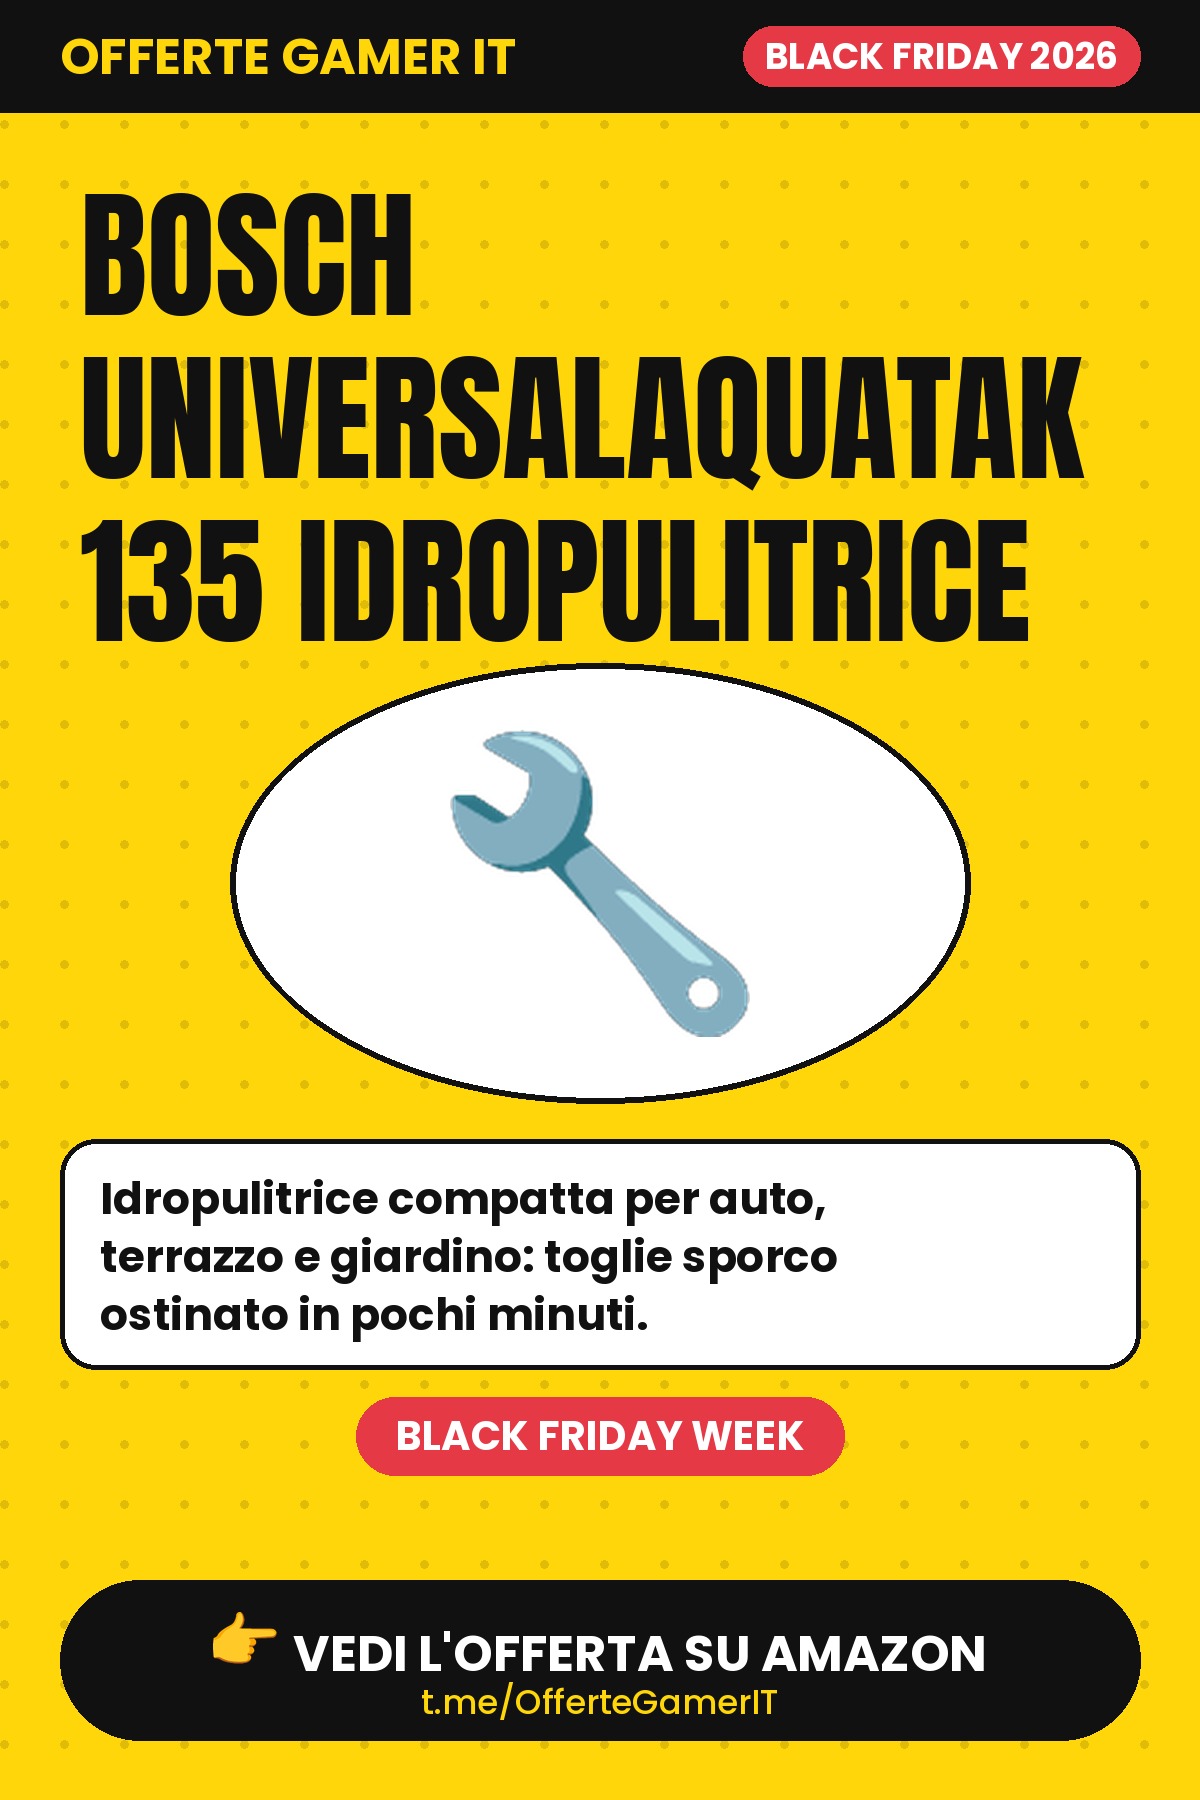 OFFERTE GAMER IT
BLACK FRIDAY 2026
BOSCH
UNIVERSALAQUATAK
135 IDROPULITRICE
Idropulitrice compatta per auto,
terrazzo e giardino: toglie sporco
ostinato in pochi minuti.
BLACK FRIDAY WEEK
👉 VEDI L'OFFERTA SU AMAZON
t.me/OfferteGamerIT